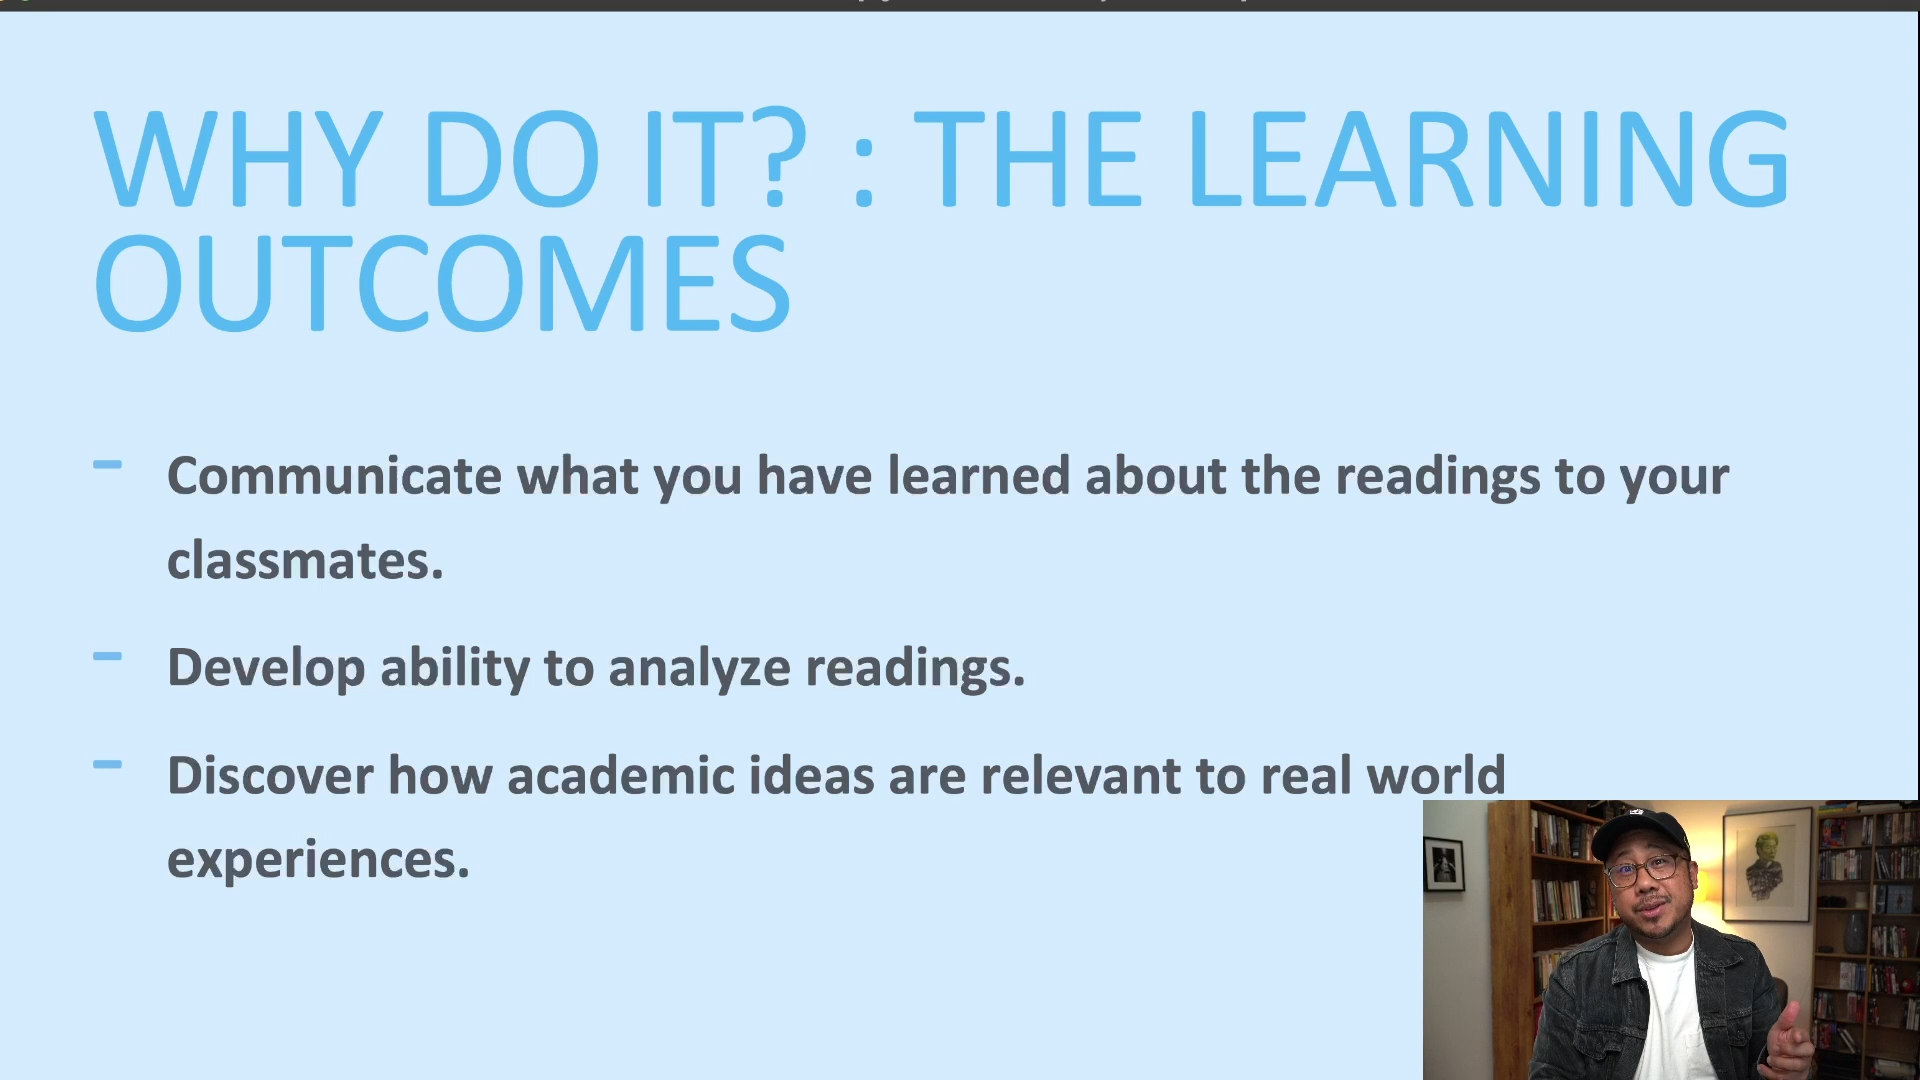 WHY DO IT? : THE LEARNING
OUTCOMES
- Communicate what you have learned about the readings to your
classmates.
- Develop ability to analyze readings.
- Discover how academic ideas are relevant to real world
experiences.